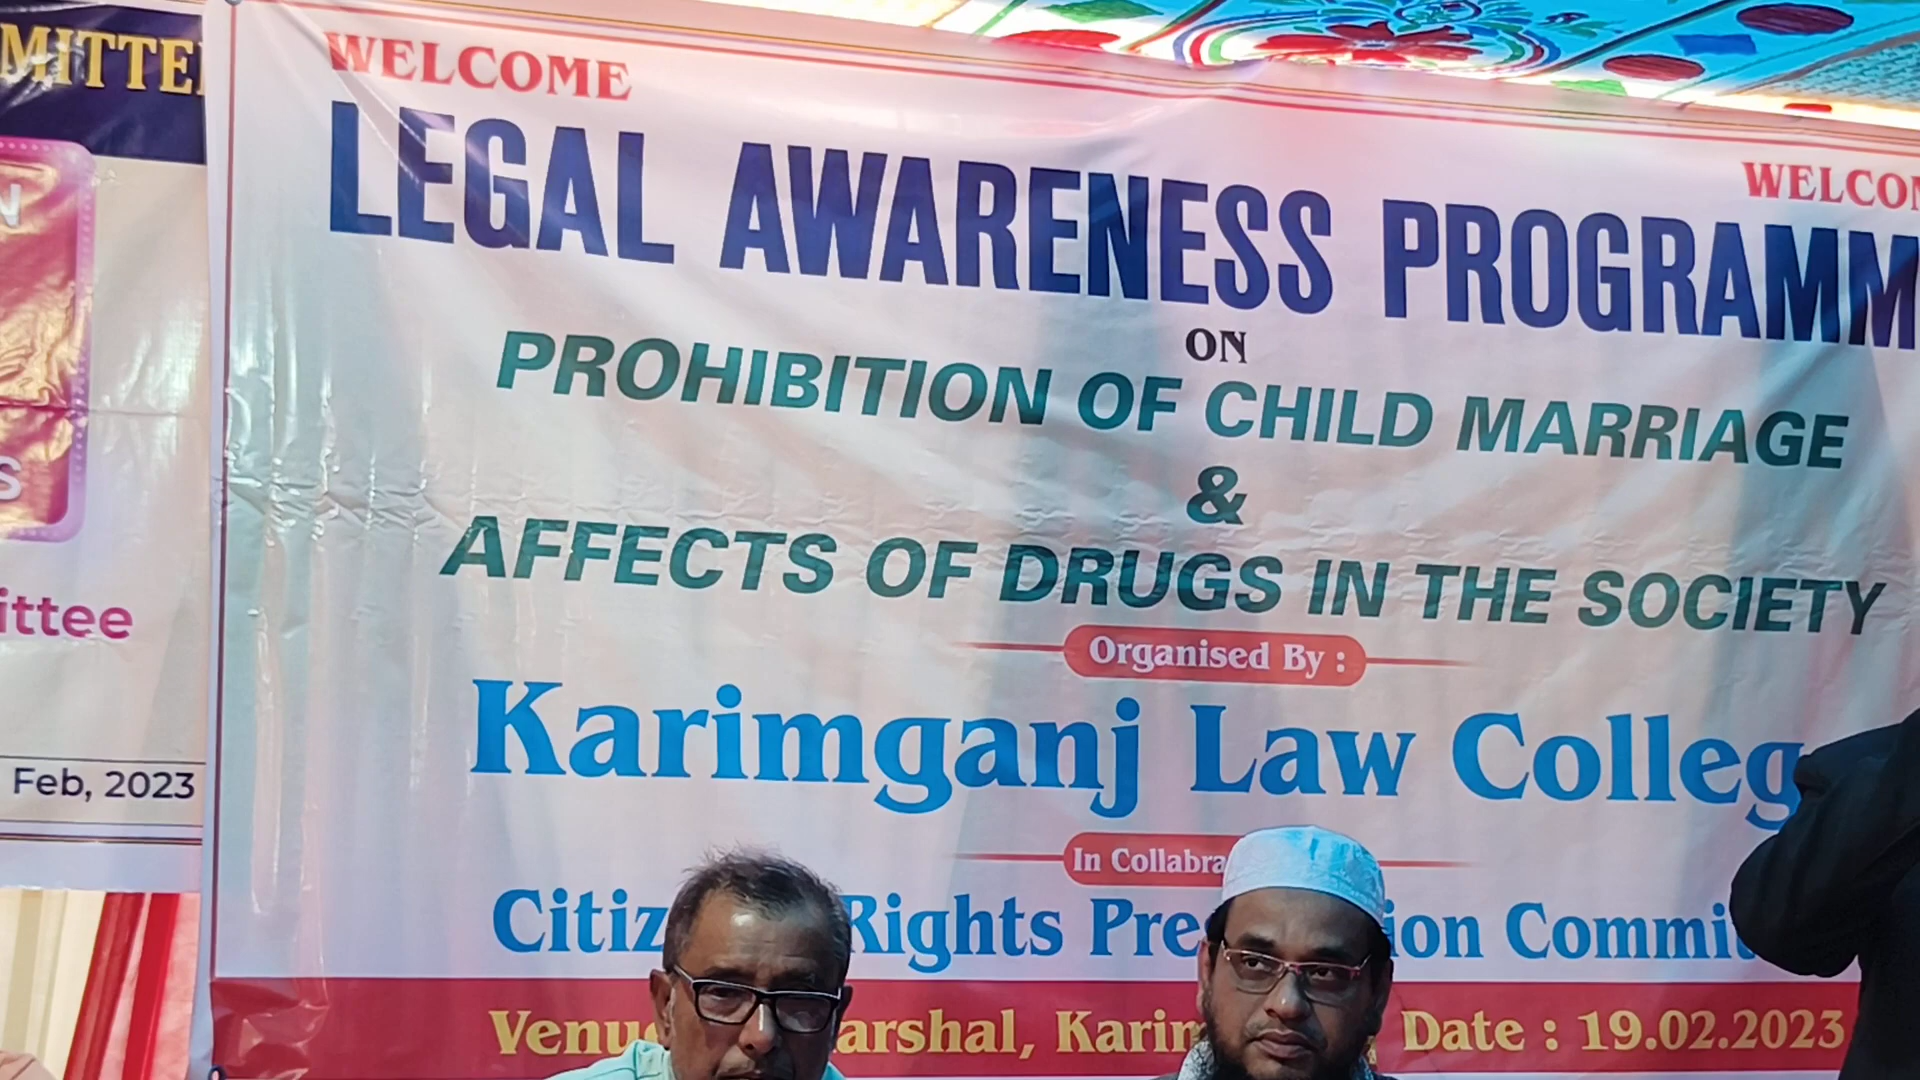 MITTE
N
S
ittee
Feb, 2023
WELCOME
WELCOM
LEGAL AWARENESS PROGRAMM
ON
PROHIBITION OF CHILD MARRIAGE
&
AFFECTS OF DRUGS IN THE SOCIETY
Organised By :
Karimganj Law Colleg
In Collabra
Citiz Rights Pre ion Commit
Venu arshal, Karim Date : 19.02.2023